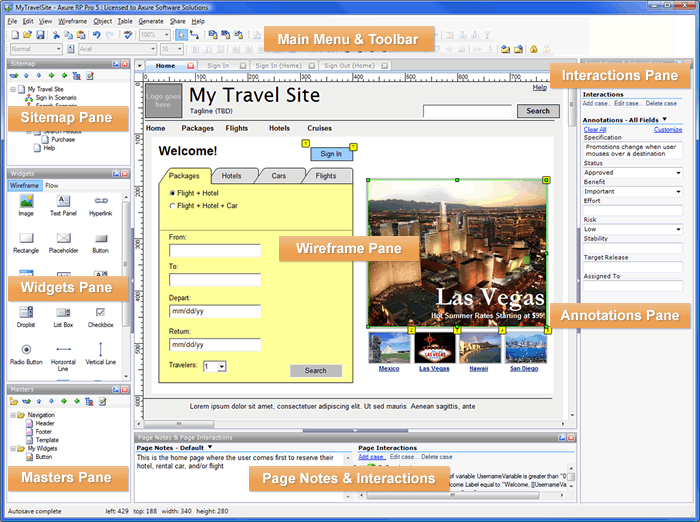 MyTravelSite - Axure RP Pro 5 : Licensed to Axure Software Solutions
File Edit View Wireframe Object Table Generate Share Help
100%
Main Menu & Toolbar
Normal Arial
Sitemap
Home Sign In Sign In (Home) Sign Out (Home)
Interactions Pane
My Travel Site
Sign In Scenario
Sitemap Pane
Search Results
Purchase
Help
Logo goes here
My Travel Site
Tagline (TBD)
Help
Search
Home Packages Flights Hotels Cruises
Welcome!
Sign In
Packages Hotels Cars Flights
Flight + Hotel
Flight + Hotel + Car
From:
To:
Depart:
mm/dd/yy
Return:
mm/dd/yy
Travelers: 1
Search
Wireframe Pane
Las Vegas
Hot Summer Rates Starting at $99!
Mexico Las Vegas Hawaii San Diego
Lorem ipsum dolor sit amet, consectetuer adipiscing elit. Ut sed mauris. Aenean sagittis, ante
Widgets
Wireframe Flow
Image Text Panel Hyperlink
Rectangle Placeholder Button
Widgets Pane
Droplist List Box Checkbox
Radio Button Horizontal Line Vertical Line
Masters
Navigation
Header
Footer
Template
My Widgets
Button
Masters Pane
Interactions
Add case.. Edit case.. Delete case
Annotations - All Fields
Clear All Customize
Specification
Promotions change when user mouses over a destination
Status
Approved
Benefit
Important
Effort
Risk
Low
Stability
Target Release
Assigned To
Annotations Pane
Page Notes & Page Interactions
Page Notes - Default
This is the home page where the user comes first to reserve their
hotel, rental car, and/or flight
Page Interactions
Add case.. Edit case... Delete case
of variable UsernameVariable is greater than "0
come Label equal to "Welcome, [[UsernameVa
Page Notes & Interactions
Autosave complete left: 429 top: 188 width: 340 height: 280